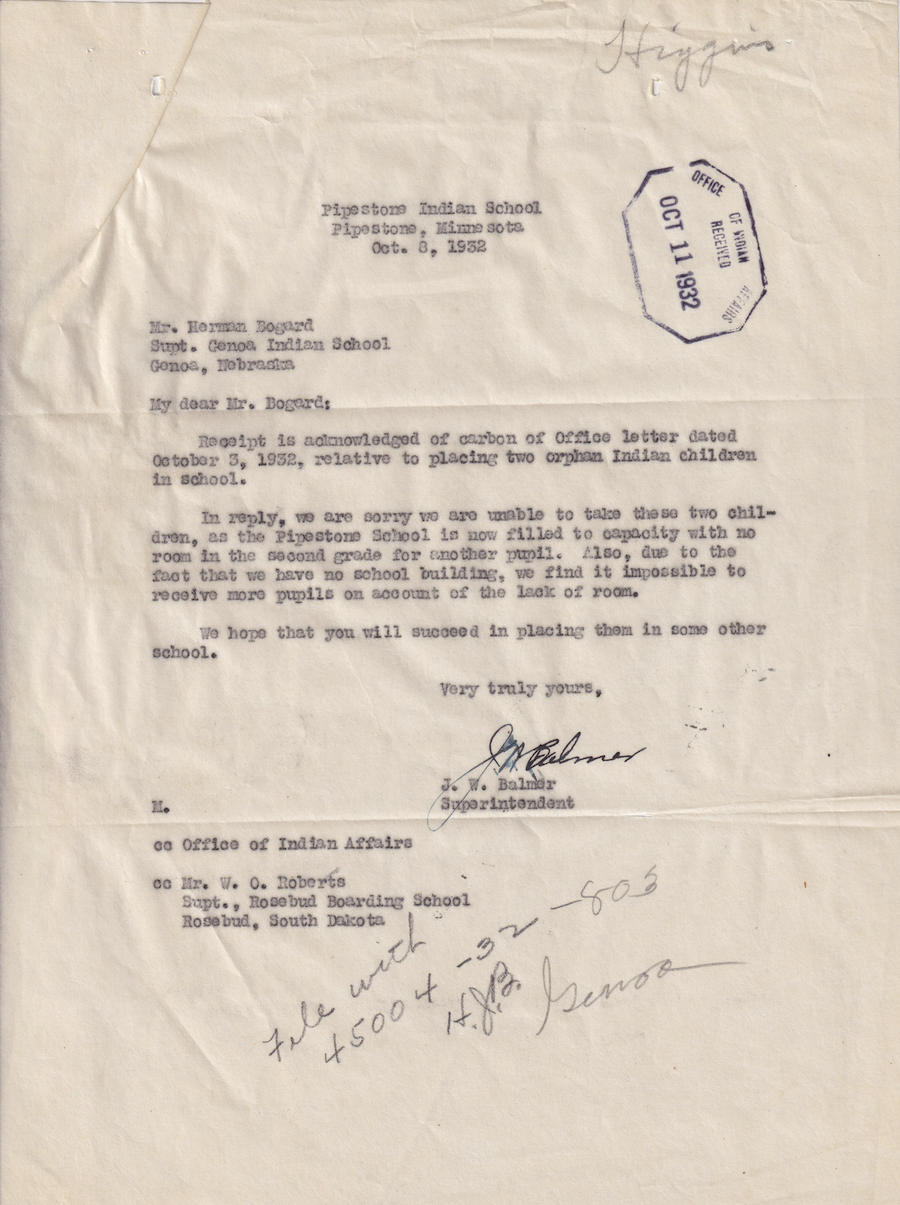 Higgins
Pipestone Indian School
Pipestone, Minnesota
Oct. 8, 1932
OFFICE OF INDIAN AFFAIRS
RECEIVED
OCT 11 1932
Mr. Herman Bogard
Supt. Genoa Indian School
Genoa, Nebraska
My dear Mr. Bogard:
Receipt is acknowledged of carbon of Office letter dated
October 3, 1932, relative to placing two orphan Indian children
in school.
In reply, we are sorry we are unable to take these two chil-
dren, as the Pipestone School is now filled to capacity with no
room in the second grade for another pupil. Also, due to the
fact that we have no school building, we find it impossible to
receive more pupils on account of the lack of room.
We hope that you will succeed in placing them in some other
school.
Very truly yours,
J.W. Balmer
J. W. Balmer
Superintendent
M.
cc Office of Indian Affairs
cc Mr. W. O. Roberts
Supt., Rosebud Boarding School
Rosebud, South Dakota
File with
45004-32-803
H.J.B. Genoa